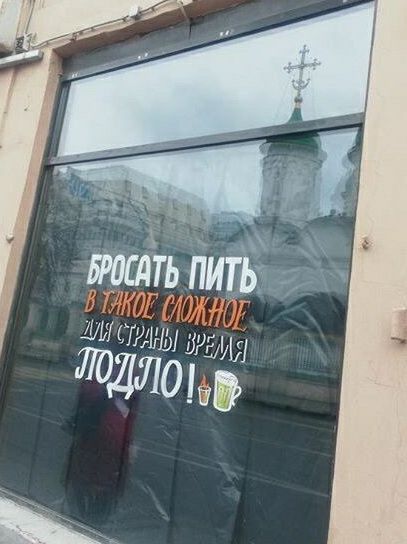 БРОСАТЬ ПИТЬ
В ТАКОЕ СЛОЖНОЕ
ДЛЯ СТРАНЫ ВРЕМЯ
ПОДЛО!